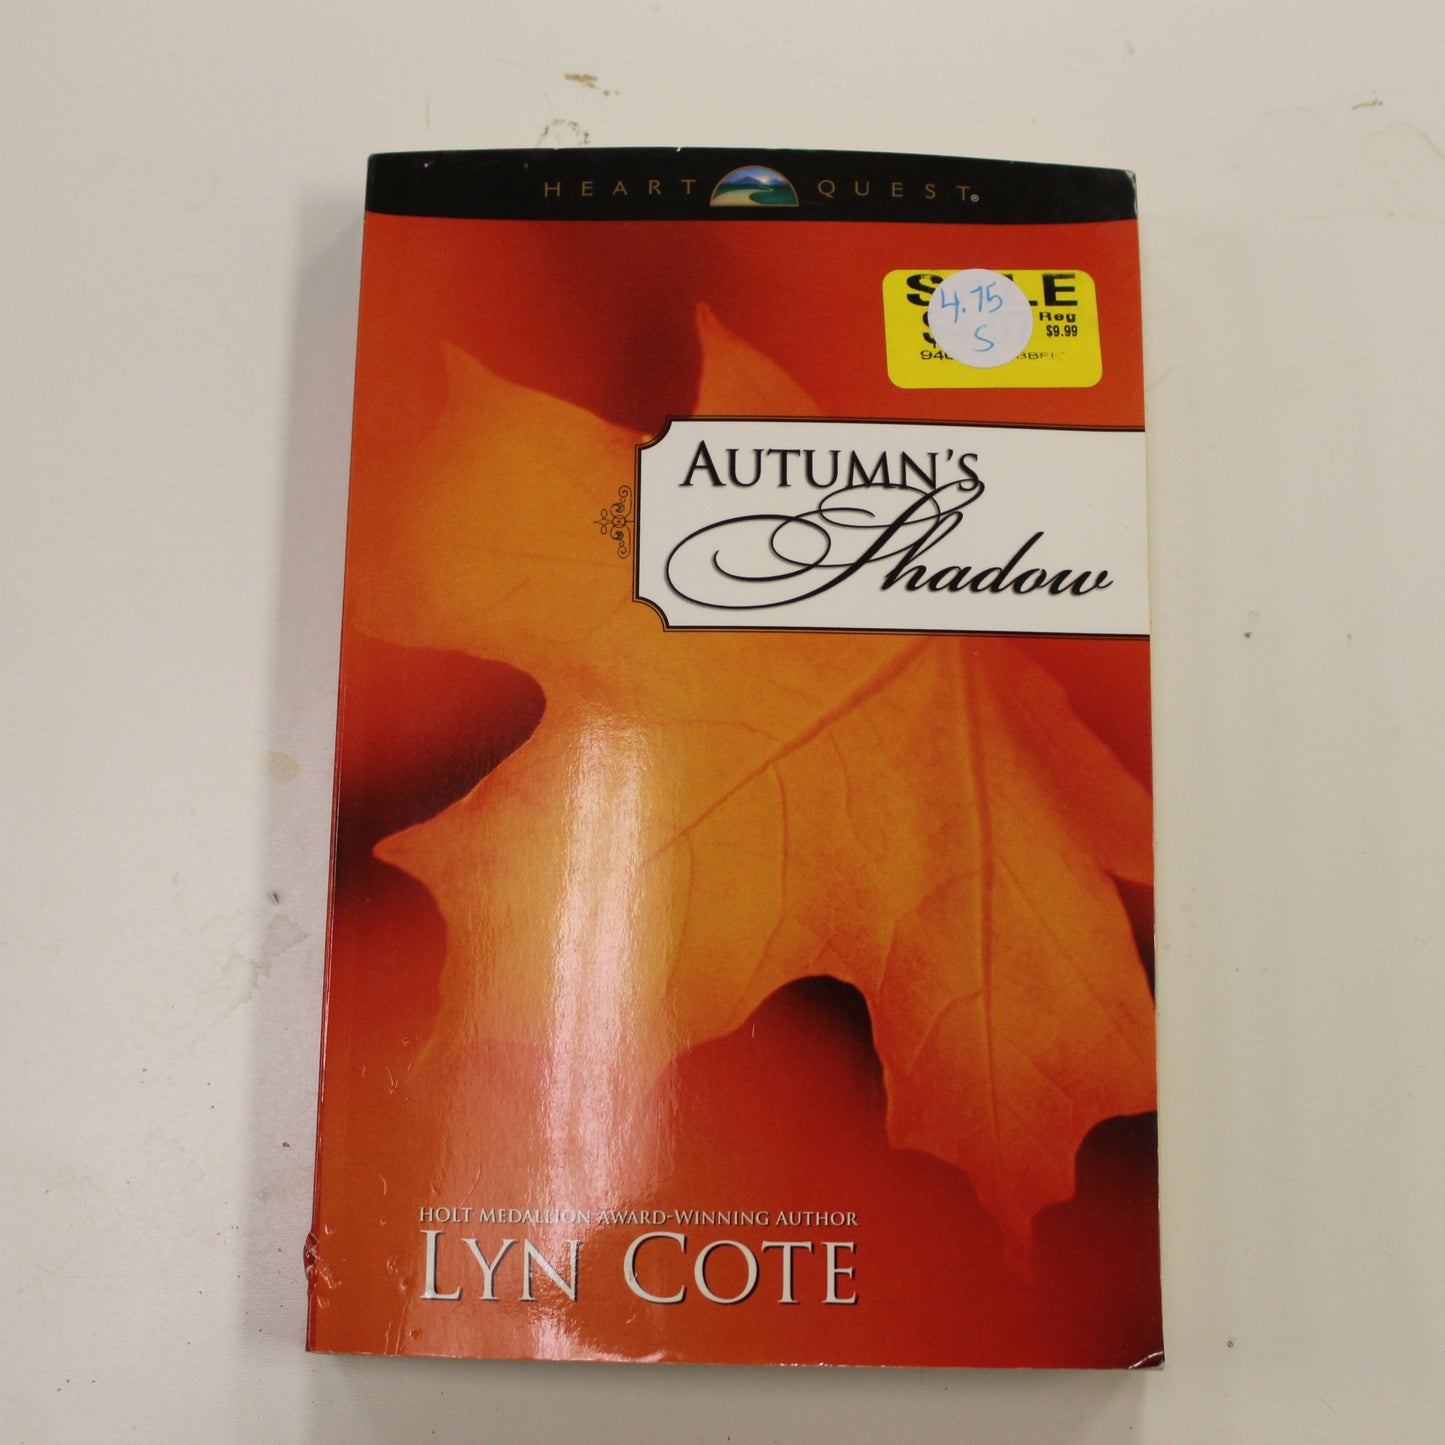 HEART QUEST®
SALE
4.75
S
Reg
$9.99
AUTUMN'S
Shadow
HOLT MEDALLION AWARD-WINNING AUTHOR
LYN COTE